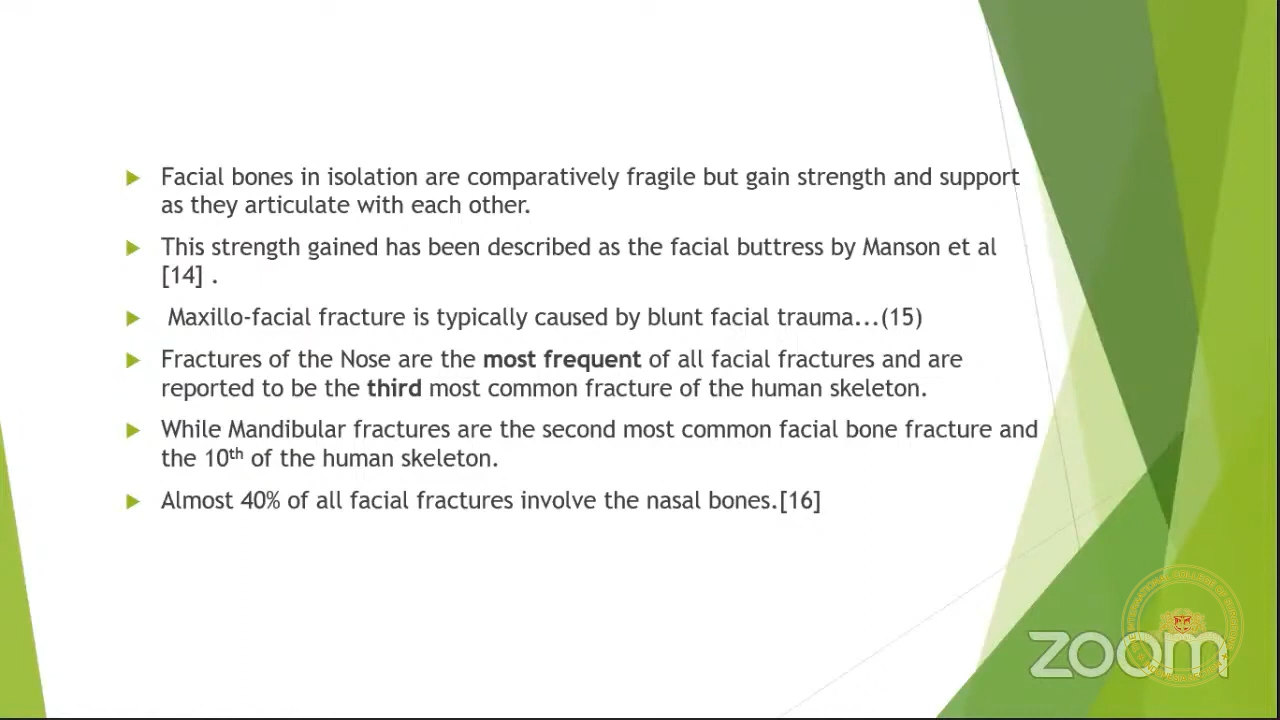 Facial bones in isolation are comparatively fragile but gain strength and support
as they articulate with each other.
This strength gained has been described as the facial buttress by Manson et al
[14] .
Maxillo-facial fracture is typically caused by blunt facial trauma...(15)
Fractures of the Nose are the most frequent of all facial fractures and are
reported to be the third most common fracture of the human skeleton.
While Mandibular fractures are the second most common facial bone fracture and
the 10th of the human skeleton.
Almost 40% of all facial fractures involve the nasal bones.[16]
zoom
INTERNATIONAL COLLEGE OF SURGEONS